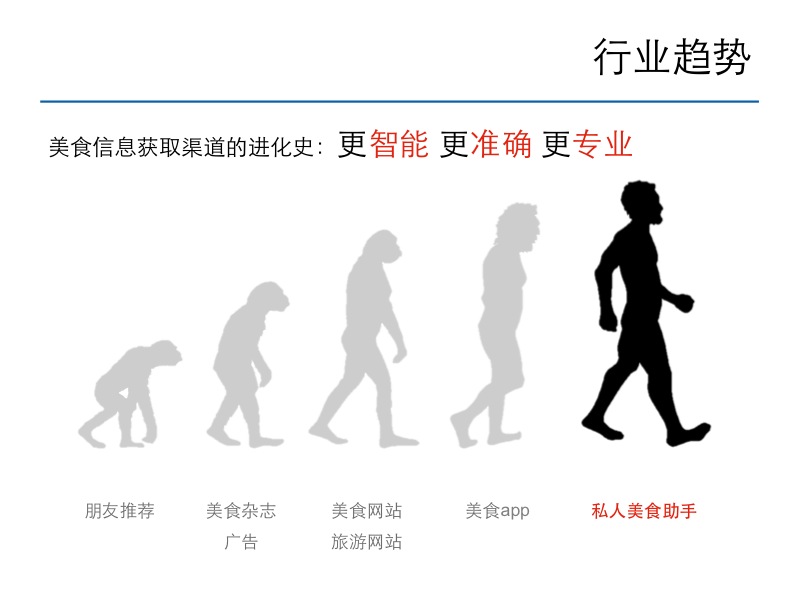 行业趋势
美食信息获取渠道的进化史：更智能 更准确 更专业
朋友推荐
美食杂志
广告
美食网站
旅游网站
美食app
私人美食助手